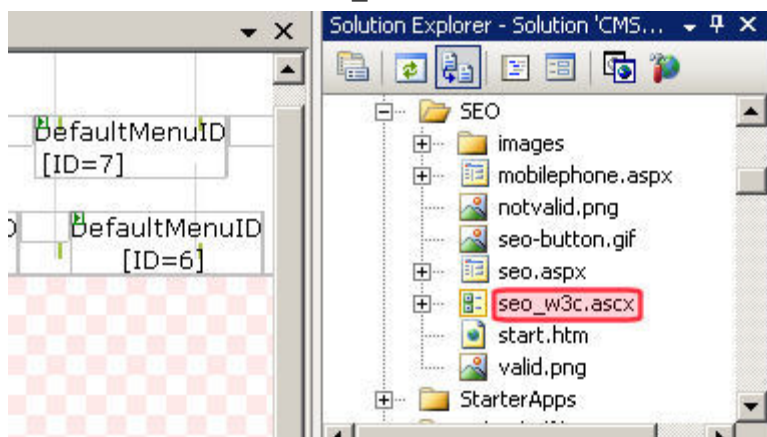 Solution Explorer - Solution 'CMS...
DefaultMenuID
[ID=7]
DefaultMenuID
[ID=6]
SEO
images
mobilephone.aspx
notvalid.png
seo-button.gif
seo.aspx
seo_w3c.ascx
start.htm
valid.png
StarterApps